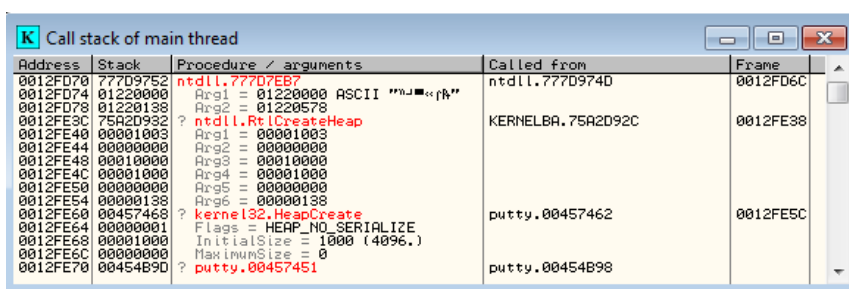 K Call stack of main thread
Address Stack Procedure / arguments Called from Frame
0012FD70 777D9752 ntdll.777D7EB7 ntdll.777D974D 0012FD6C
0012FD74 01220000 Arg1 = 01220000 ASCII
0012FD78 01220138 Arg2 = 01220578
0012FE3C 75A2D932 ? ntdll.RtlCreateHeap KERNELBA.75A2D92C 0012FE38
0012FE40 00001003 Arg1 = 00001003
0012FE44 00000000 Arg2 = 00000000
0012FE48 00010000 Arg3 = 00010000
0012FE4C 00001000 Arg4 = 00001000
0012FE50 00000000 Arg5 = 00000000
0012FE54 00000138 Arg6 = 00000138
0012FE60 00457468 ? kernel32.HeapCreate putty.00457462 0012FE5C
0012FE64 00000001 Flags = HEAP_NO_SERIALIZE
0012FE68 00001000 InitialSize = 1000 (4096.)
0012FE6C 00000000 MaximumSize = 0
0012FE70 00454B9D ? putty.00457451 putty.00454B98